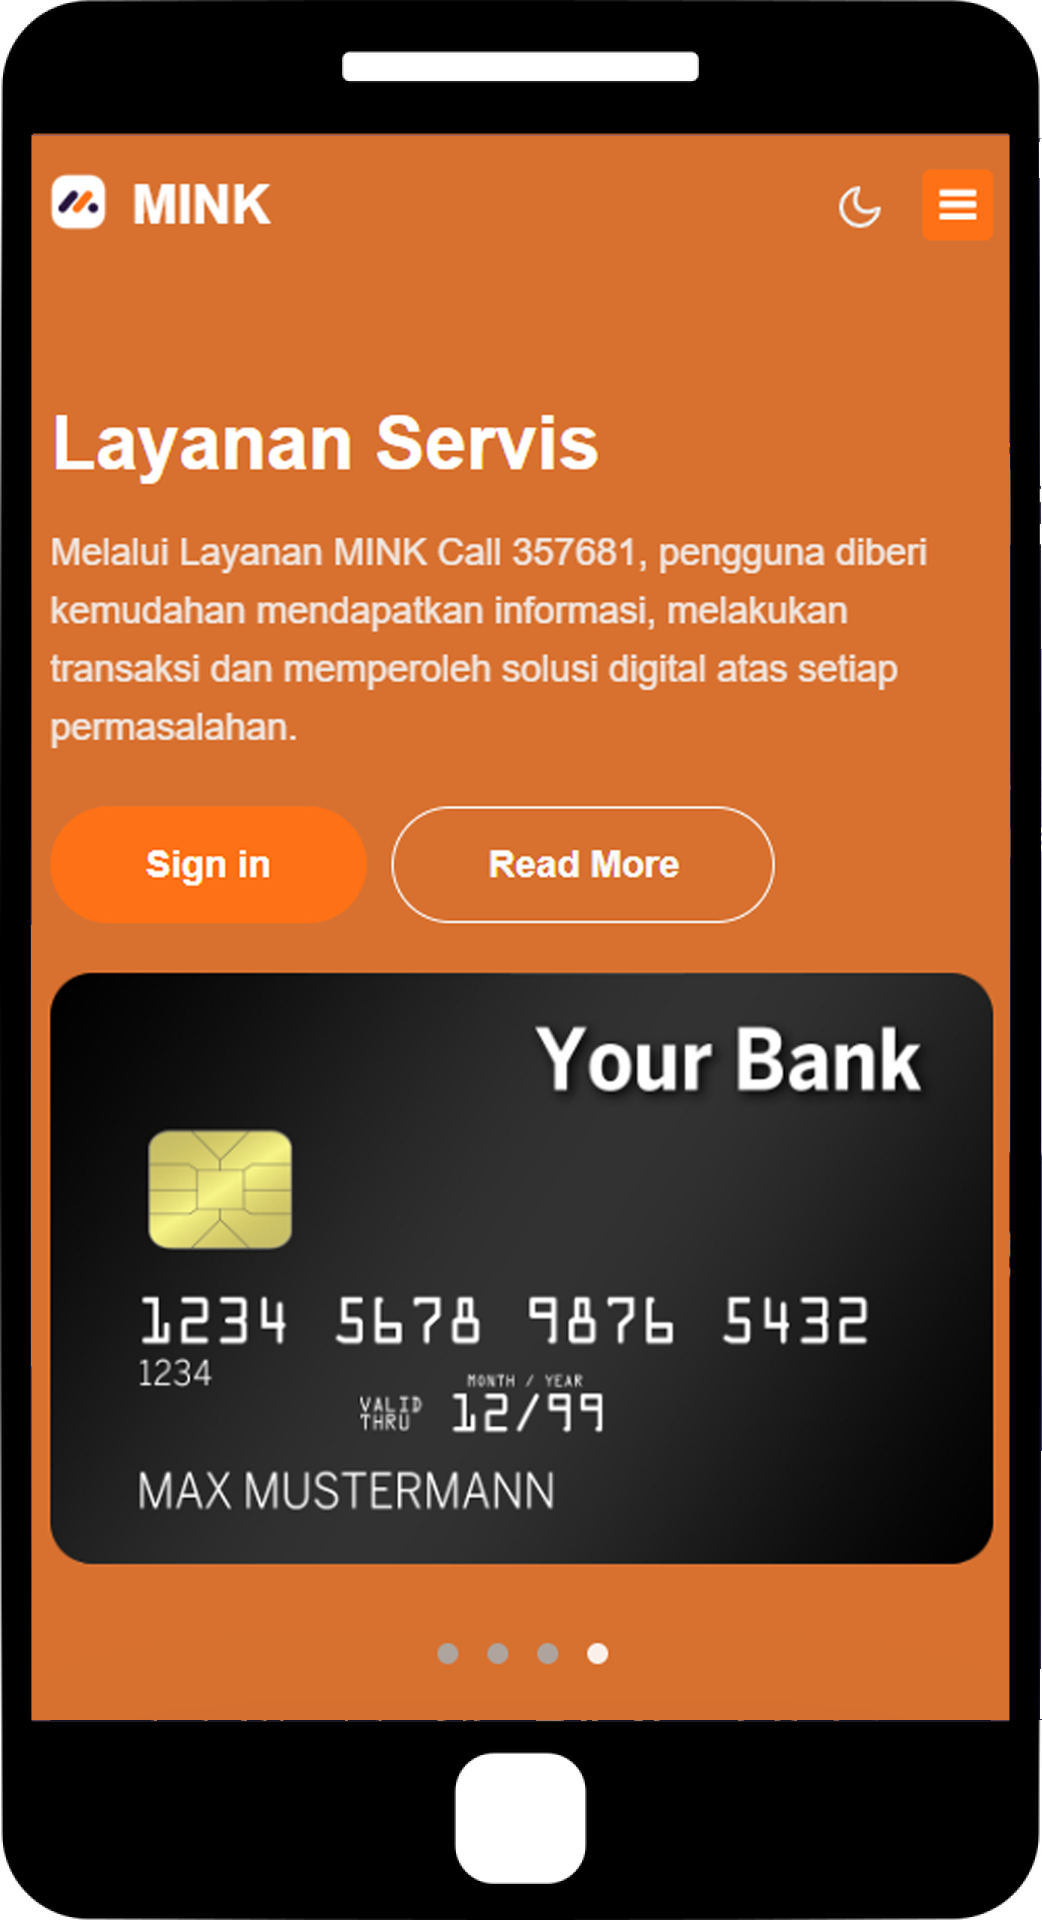 MINK
Layanan Servis
Melalui Layanan MINK Call 357681, pengguna diberi
kemudahan mendapatkan informasi, melakukan
transaksi dan memperoleh solusi digital atas setiap
permasalahan.
Sign in
Read More
Your Bank
1234 5678 9876 5432
1234
MONTH / YEAR
VALID
THRU
12/99
MAX MUSTERMANN